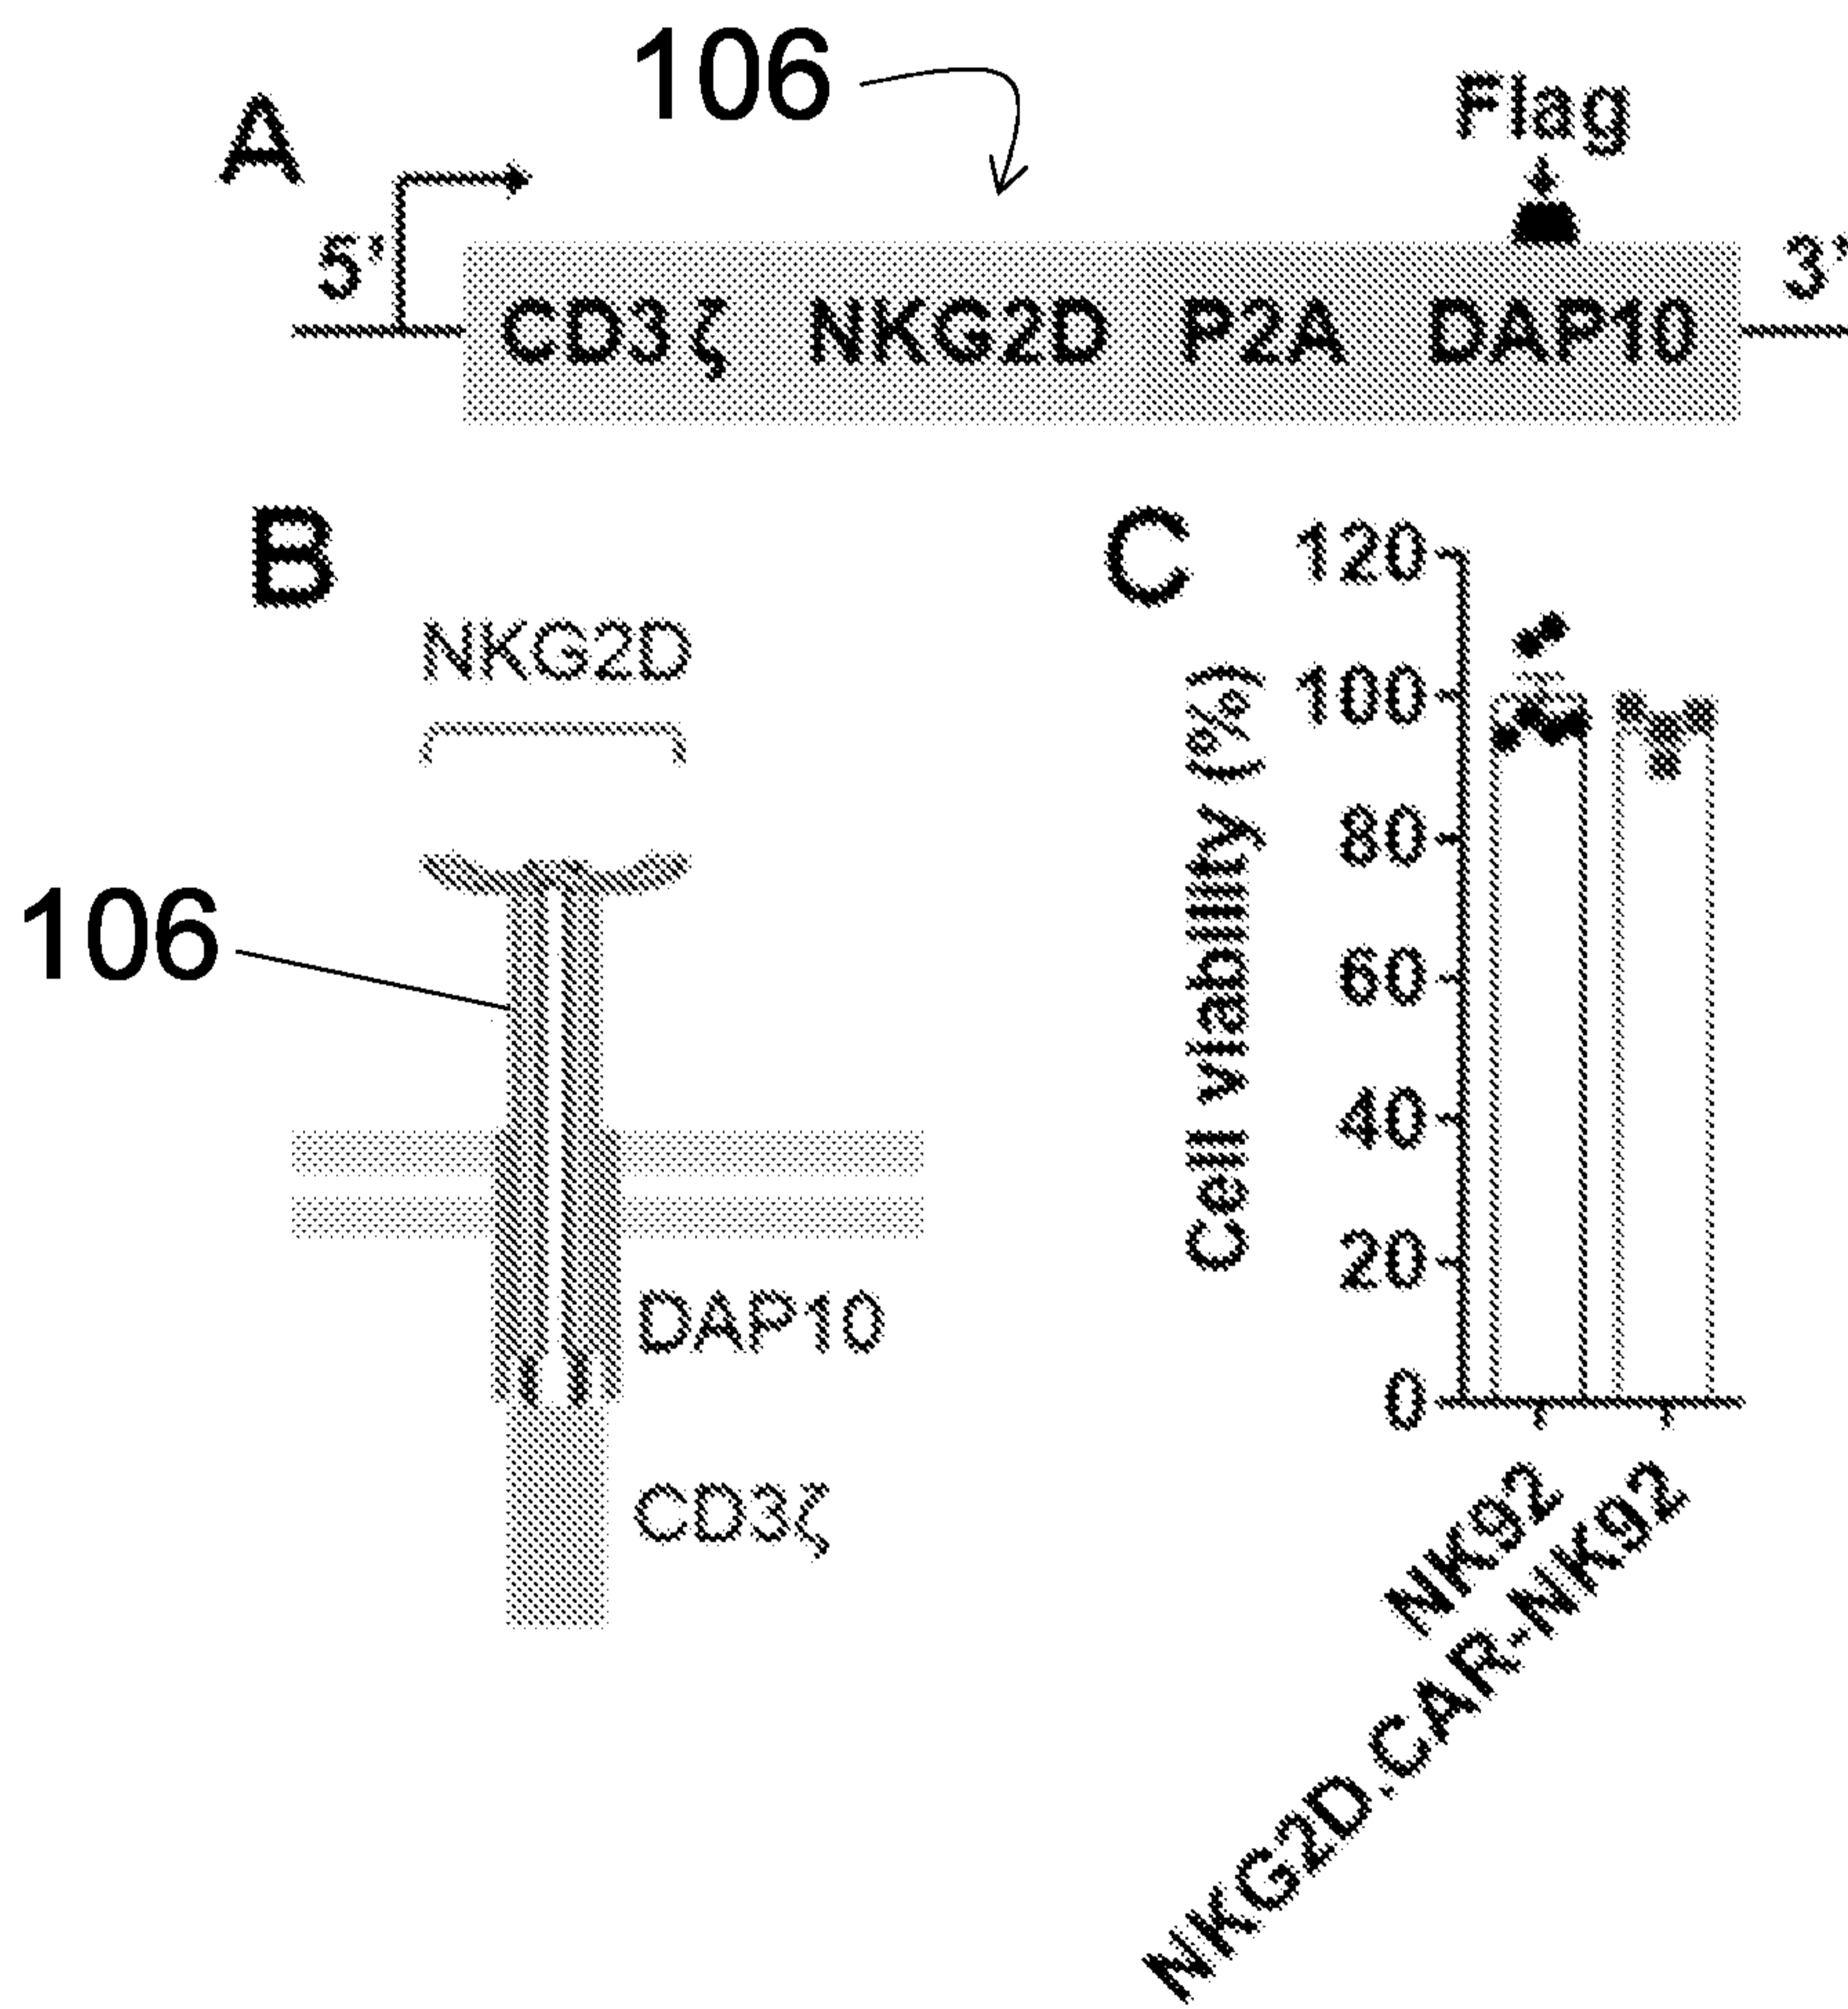 106
A
Flag
5'
3'
CD3ζ NKG2D P2A DAP10
B
NKG2D
106
DAP10
CD3ζ
C
Cell viability (%)
120
100
80
60
40
20
0
NK92
NKG2D.CAR-NK92